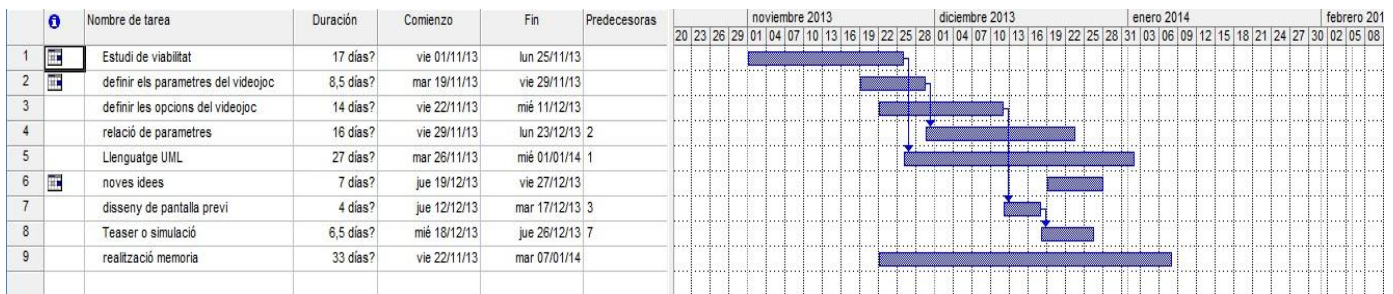 Nombre de tarea Duración Comienzo Fin Predecesoras noviembre 2013 diciembre 2013 enero 2014 febrero 201
20 23 26 29 01 04 07 10 13 16 19 22 25 28 01 04 07 10 13 16 19 22 25 28 31 03 06 09 12 15 18 21 24 27 30 02 05 08
1 Estudi de viabilitat 17 días? vie 01/11/13 lun 25/11/13
2 definir els parametres del videojoc 8,5 días? mar 19/11/13 vie 29/11/13
3 definir les opcions del videojoc 14 días? vie 22/11/13 mié 11/12/13
4 relació de parametres 16 días? vie 29/11/13 lun 23/12/13 2
5 Llenguatge UML 27 días? mar 26/11/13 mié 01/01/14 1
6 noves idees 7 días? jue 19/12/13 vie 27/12/13
7 disseny de pantalla previ 4 días? jue 12/12/13 mar 17/12/13 3
8 Teaser o simulació 6,5 días? mié 18/12/13 jue 26/12/13 7
9 realització memoria 33 días? vie 22/11/13 mar 07/01/14